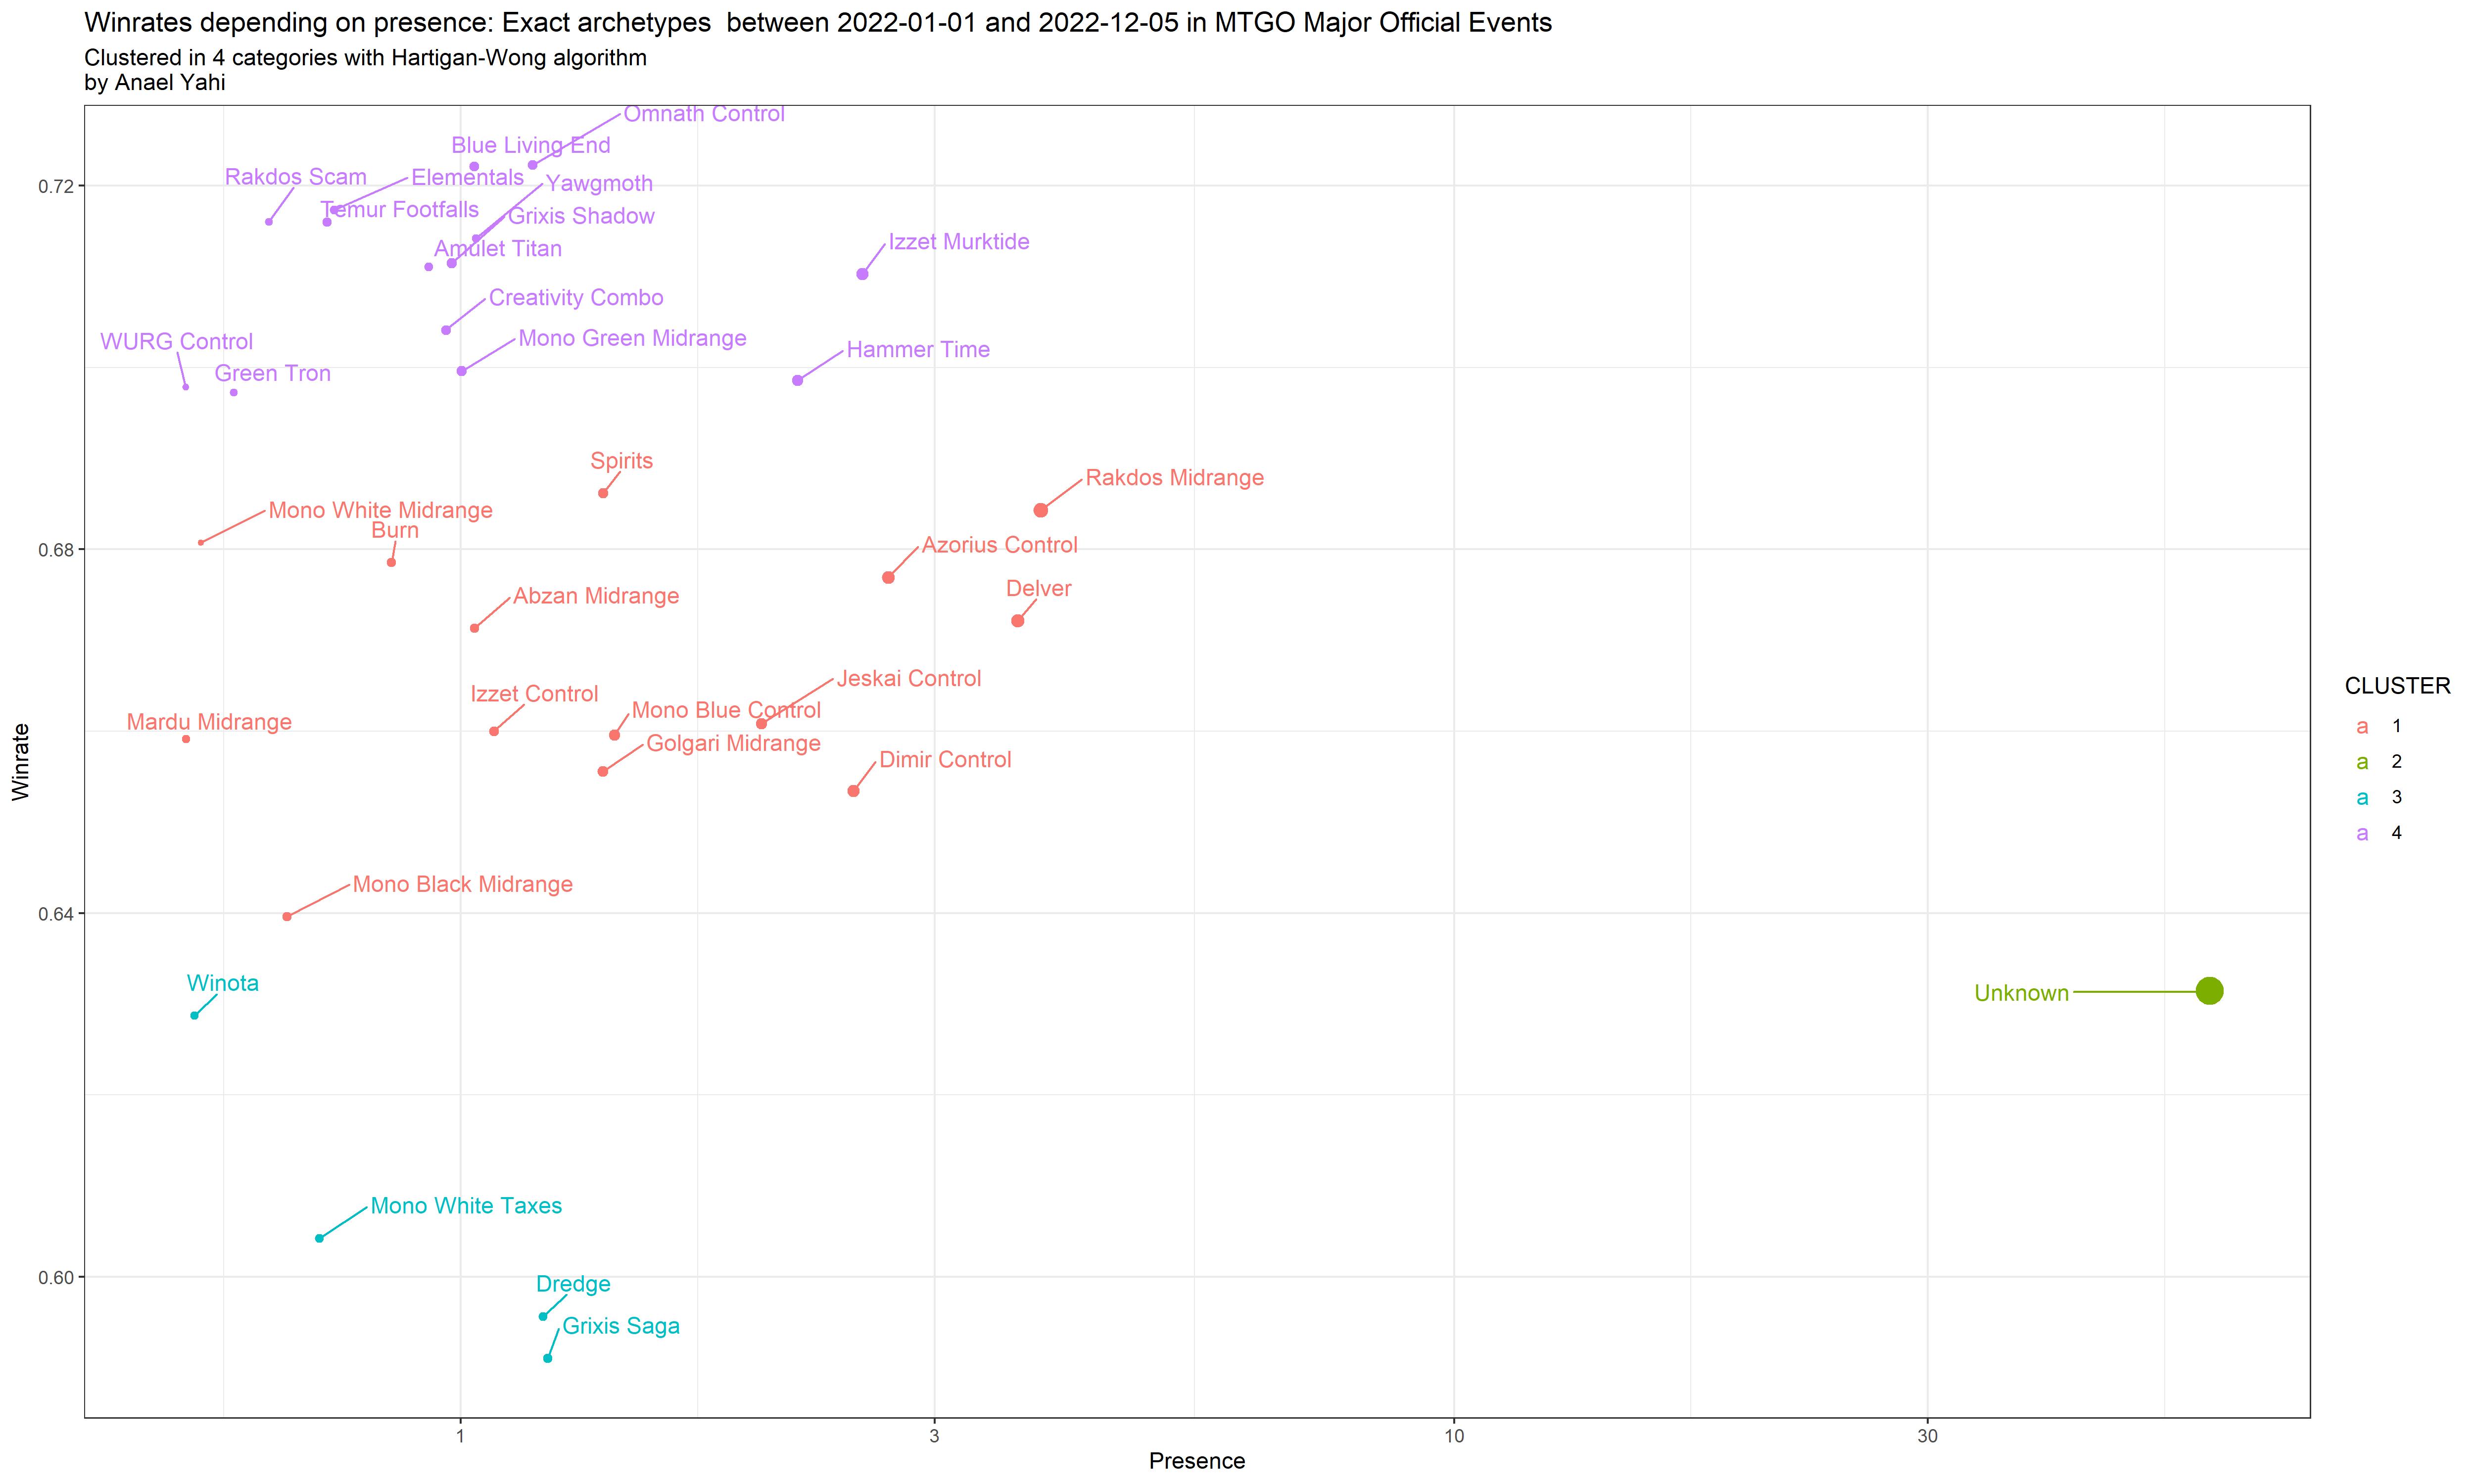 Winrates depending on presence: Exact archetypes  between 2022-01-01 and 2022-12-05 in MTGO Major Official Events
Clustered in 4 categories with Hartigan-Wong algorithm
by Anael Yahi
Omnath Control
Blue Living End
Rakdos Scam
Elementals
Yawgmoth
0.72
Temur Footfalls
Grixis Shadow
Izzet Murktide
Amulet Titan
Creativity Combo
WURG Control
Mono Green Midrange
Hammer Time
Green Tron
Spirits
Rakdos Midrange
Mono White Midrange
Burn
Azorius Control
0.68
Delver
Abzan Midrange
Jeskai Control
CLUSTER
Izzet Control
Mono Blue Control
Mardu Midrange
a 1
Golgari Midrange
Dimir Control
a 2
Winrate
a 3
a 4
Mono Black Midrange
0.64
Winota
Unknown
Mono White Taxes
0.60
Dredge
Grixis Saga
1
3
10
30
Presence